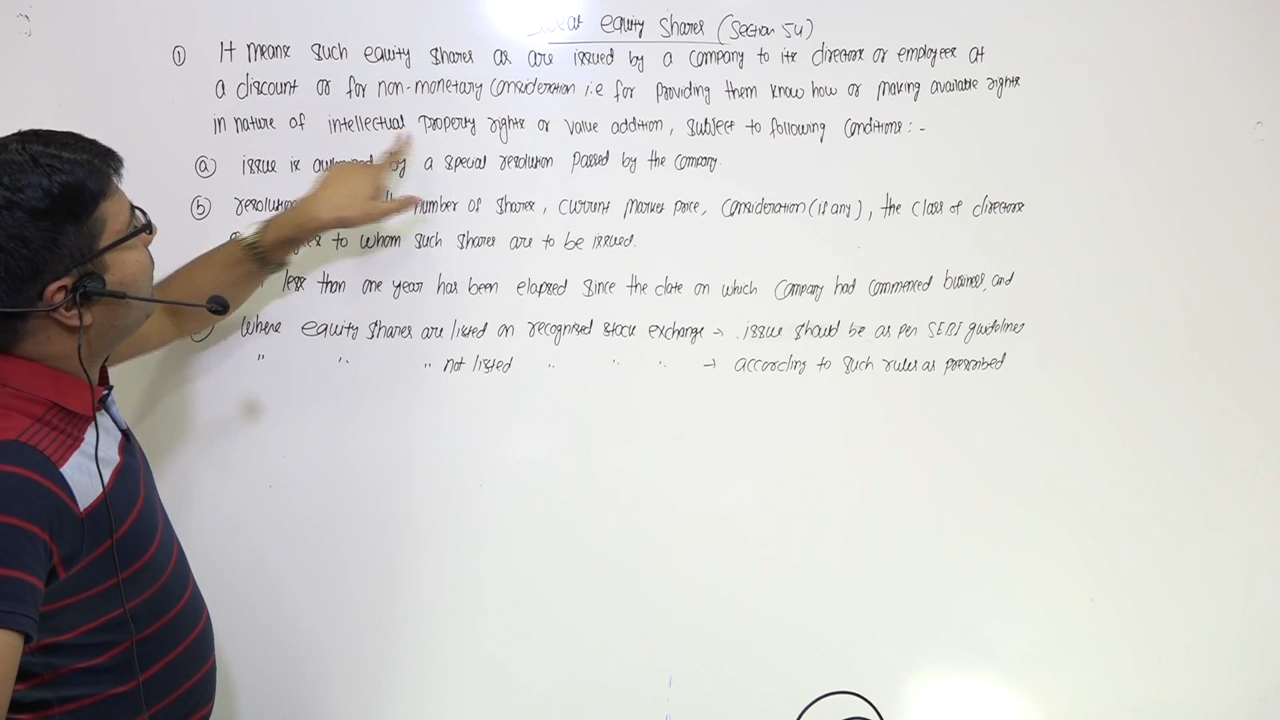 equity shares (Section 54)
① It means such equity shares as are issued by a company to its directors or employees at
a discount or for non-monetary consideration i.e for providing them know how or making available rights
in nature of intellectual property rights or value addition, subject to following conditions : -
ⓐ issue is by a special resolution passed by the company.
ⓑ number of shares, current market price, consideration (if any), the class of directors
to whom such shares are to be issued.
less than one year has been elapsed since the date on which company had commenced business, and
where equity shares are listed on recognised stock exchange → issue should be as per SEBI guidelines
" " " not listed " " " → according to such rules as prescribed